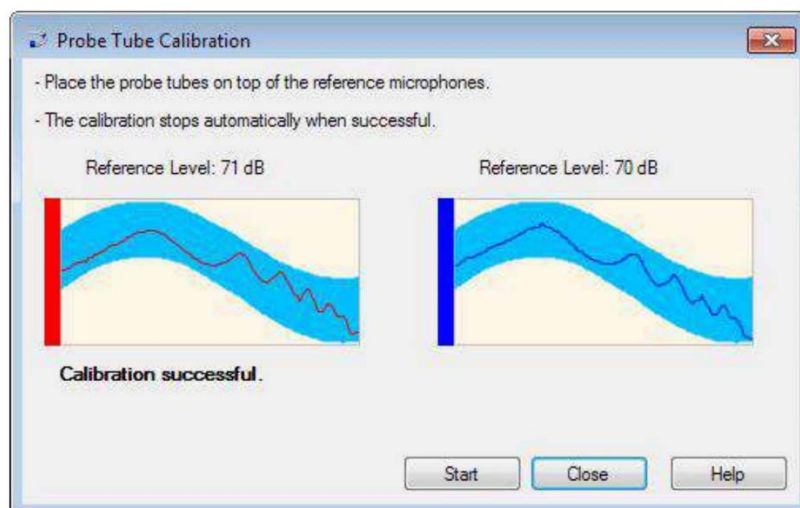 Probe Tube Calibration
- Place the probe tubes on top of the reference microphones.
- The calibration stops automatically when successful.
Reference Level: 71 dB
Reference Level: 70 dB
Calibration successful.
Start
Close
Help